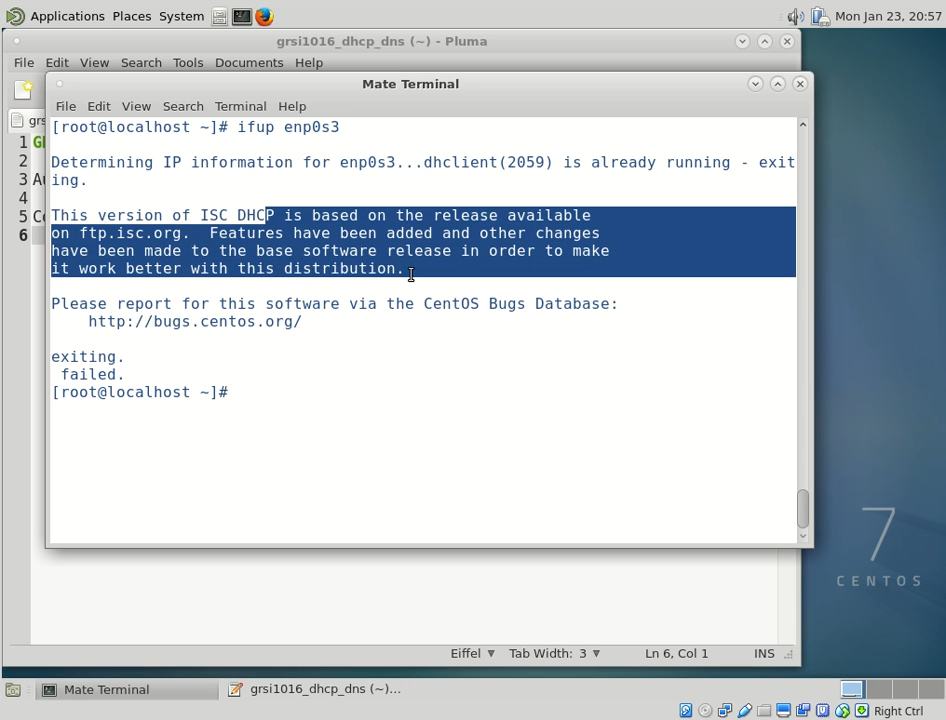 Applications Places System Mon Jan 23, 20:57
grsi1016_dhcp_dns (~) - Pluma
File Edit View Search Tools Documents Help
Mate Terminal
File Edit View Search Terminal Help
[root@localhost ~]# ifup enp0s3
Determining IP information for enp0s3...dhclient(2059) is already running - exit
ing.
This version of ISC DHCP is based on the release available
on ftp.isc.org.  Features have been added and other changes
have been made to the base software release in order to make
it work better with this distribution.
Please report for this software via the CentOS Bugs Database:
    http://bugs.centos.org/
exiting.
 failed.
[root@localhost ~]#
grs
1
2
3
4
5
6
7
CENTOS
Eiffel Tab Width: 3 Ln 6, Col 1 INS
Mate Terminal grsi1016_dhcp_dns (~)...
Right Ctrl